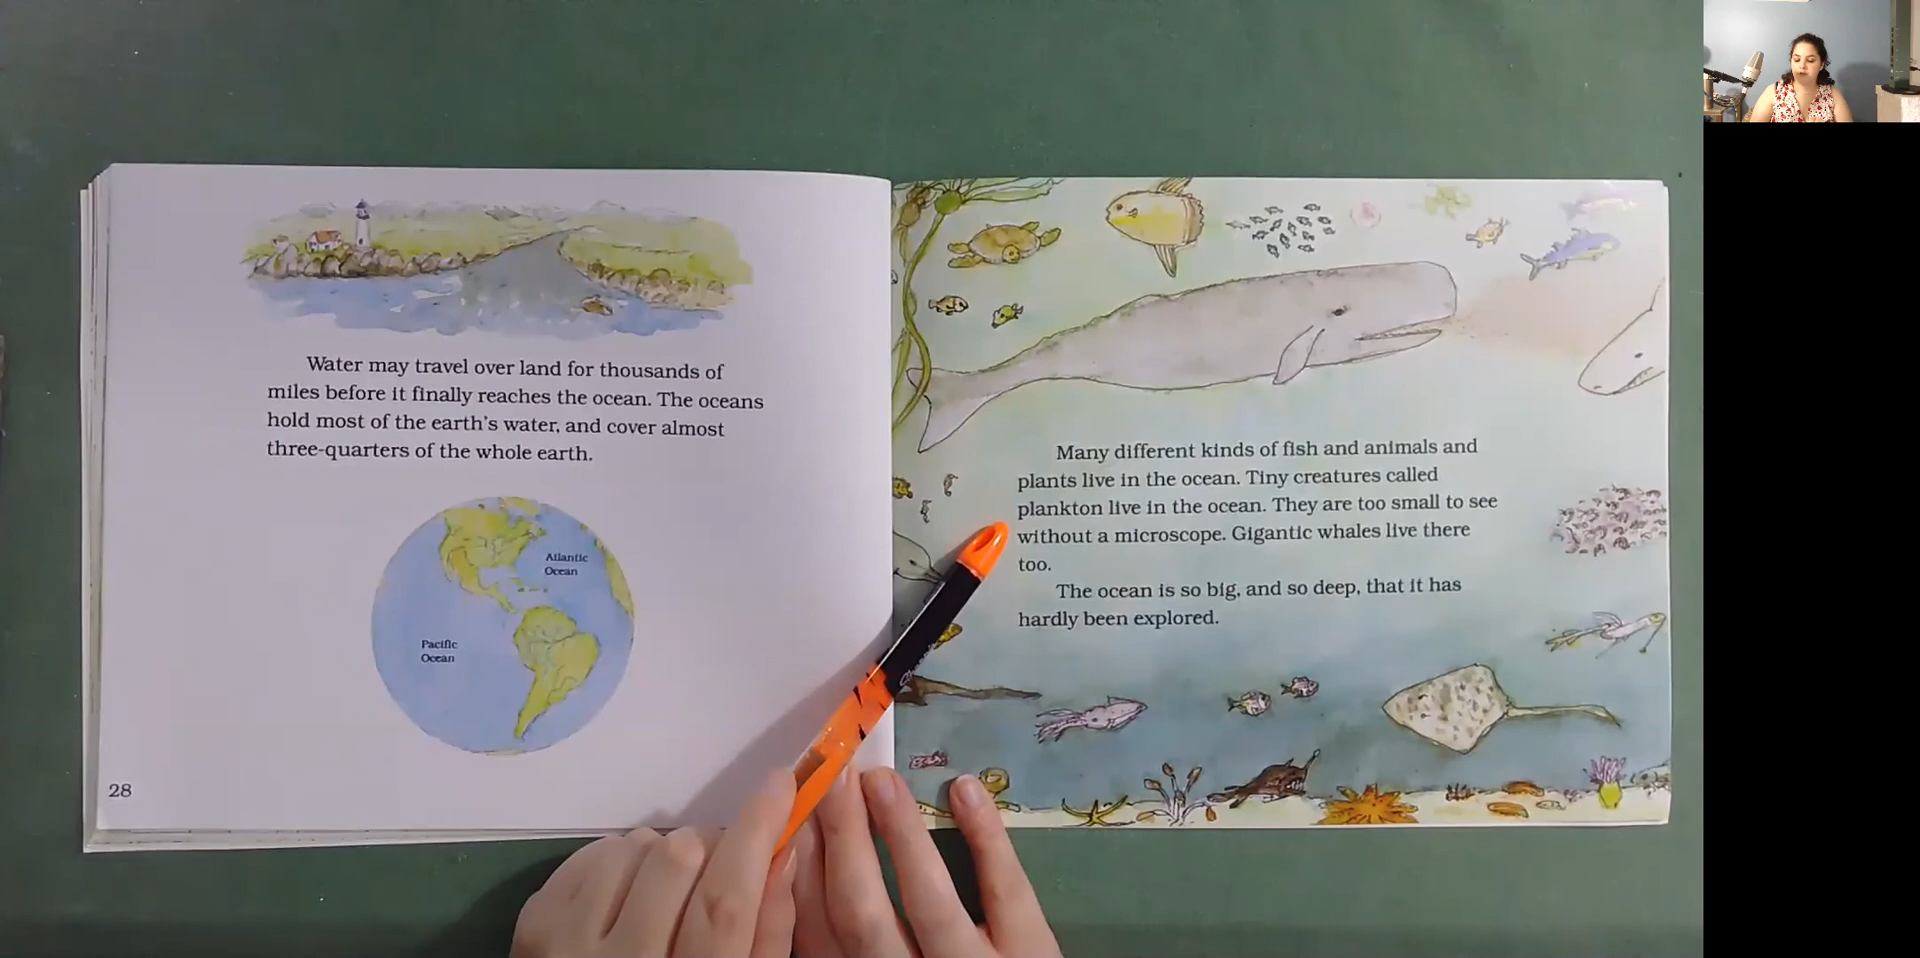 Water may travel over land for thousands of
miles before it finally reaches the ocean. The oceans
hold most of the earth's water, and cover almost
three-quarters of the whole earth.
Atlantic
Ocean
Pacific
Ocean
28
Many different kinds of fish and animals and
plants live in the ocean. Tiny creatures called
plankton live in the ocean. They are too small to see
without a microscope. Gigantic whales live there
too.
The ocean is so big, and so deep, that it has
hardly been explored.